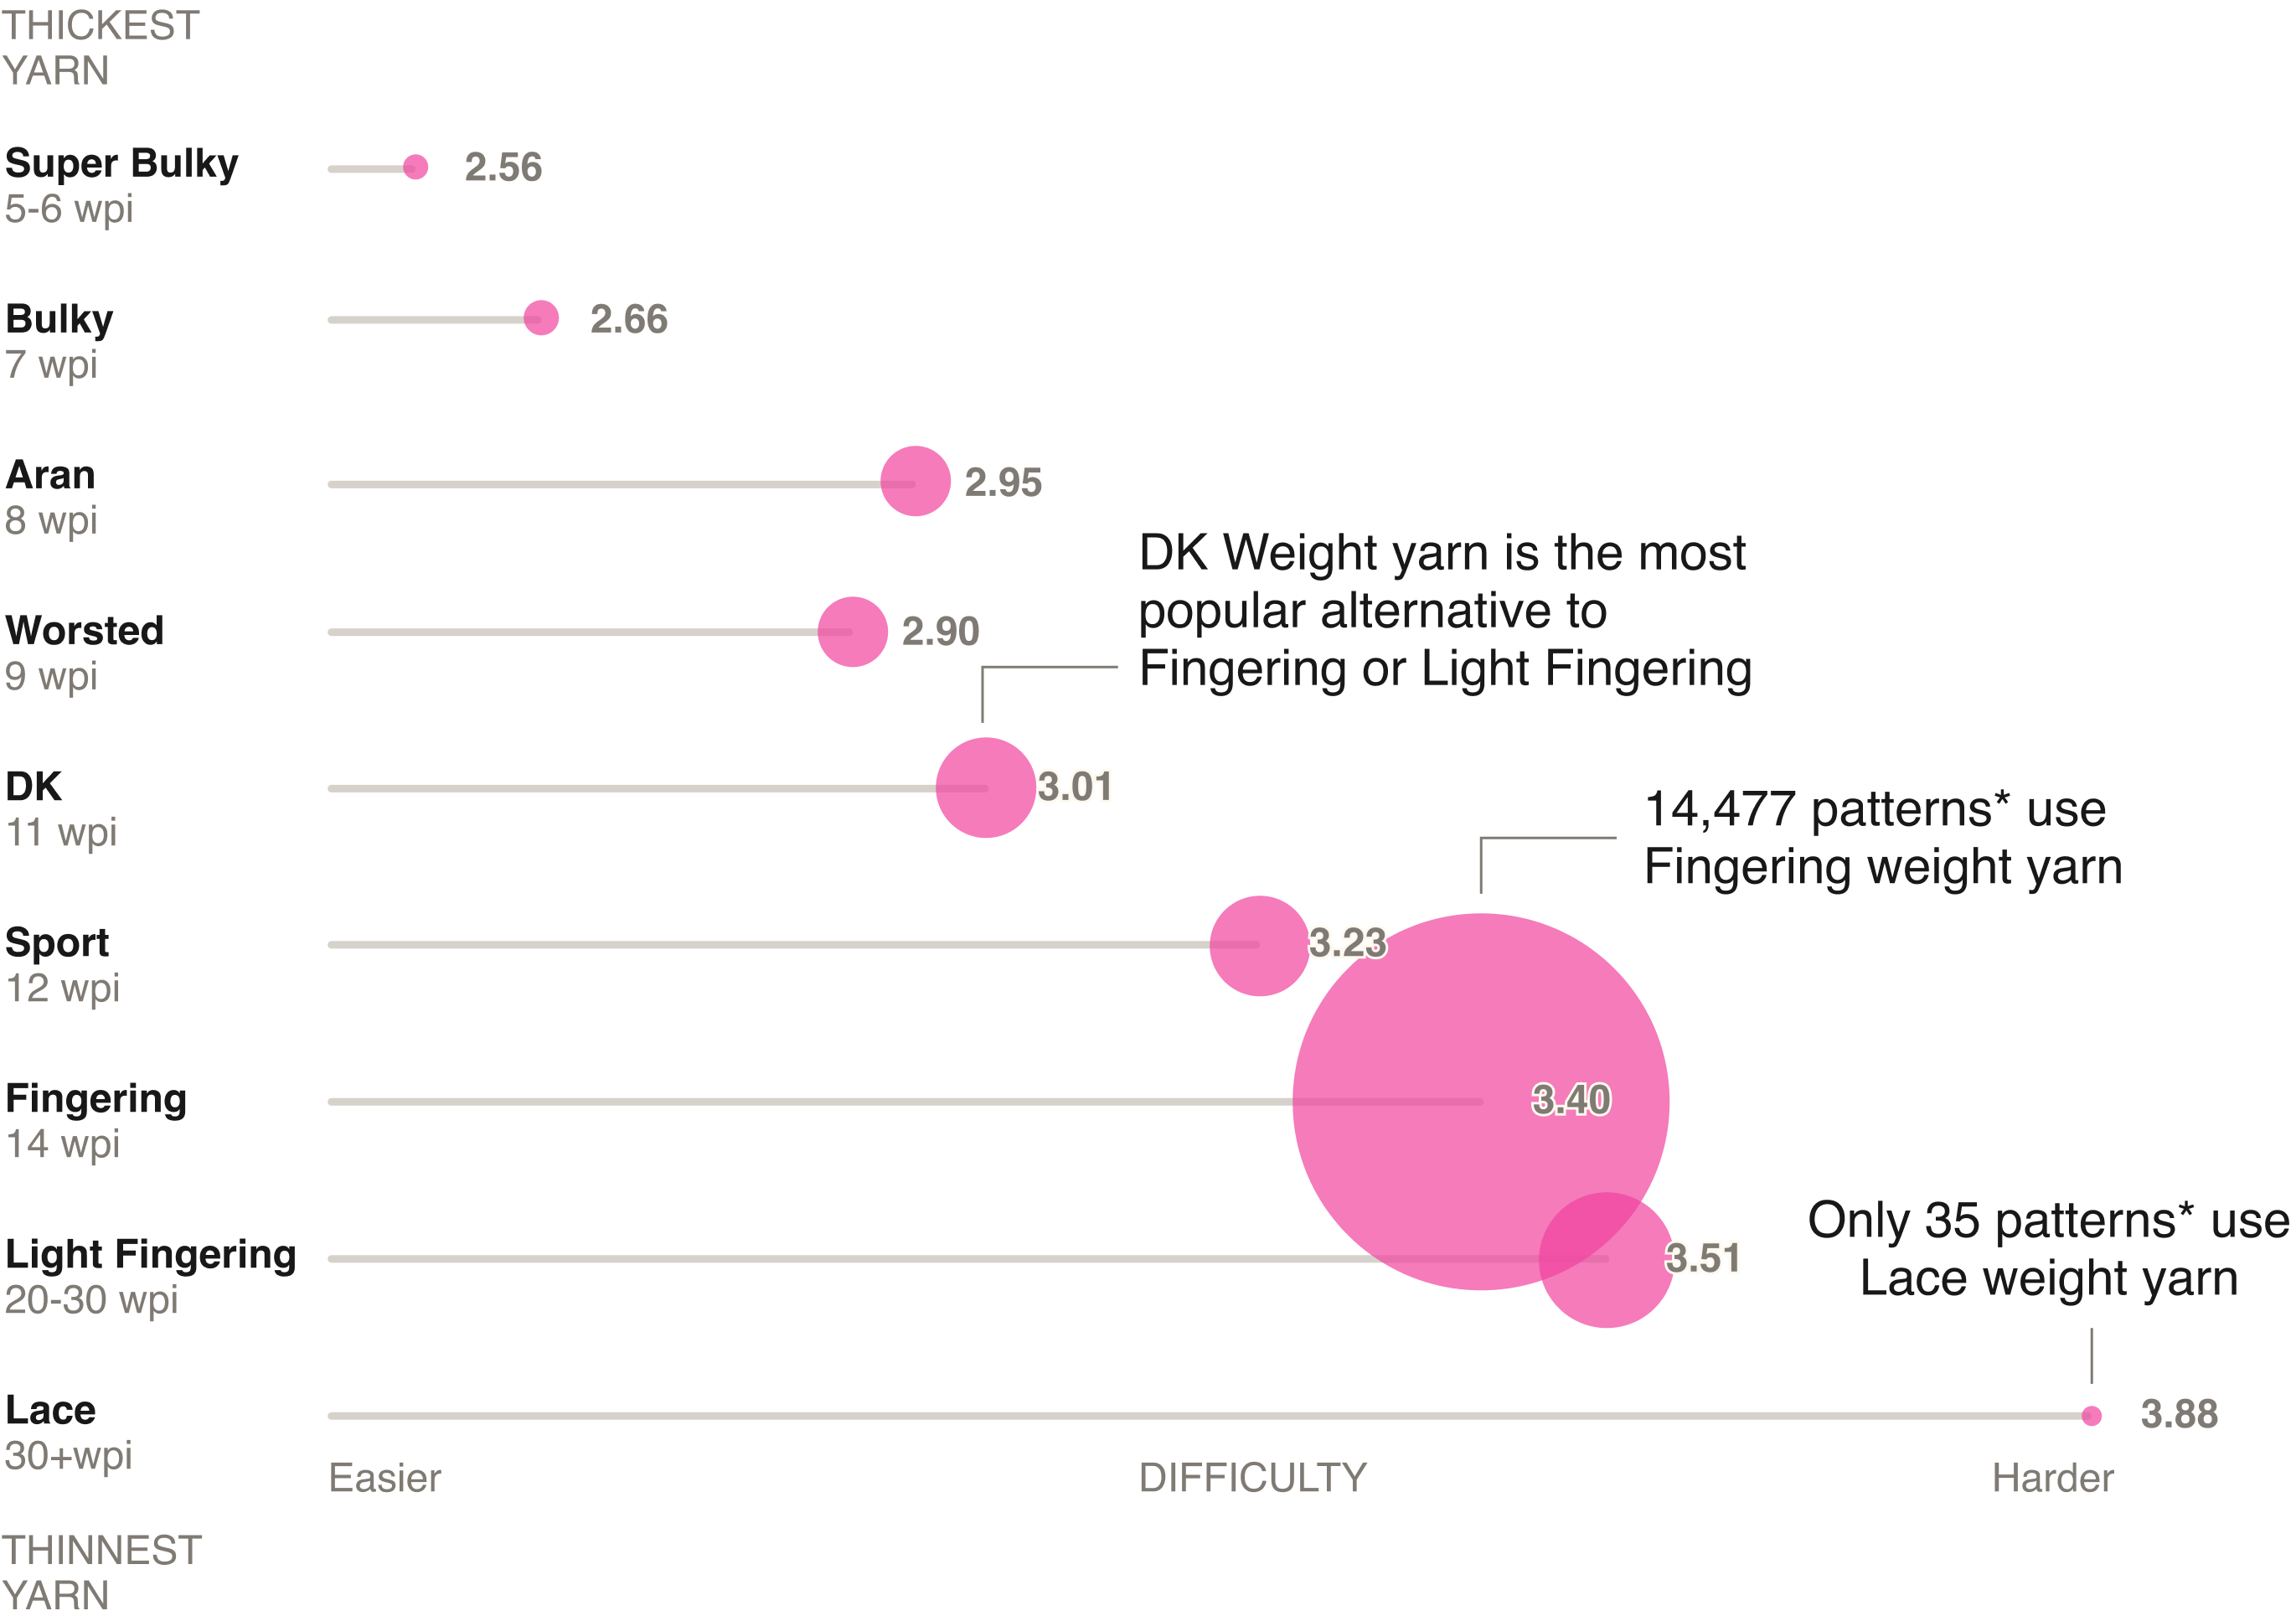 THICKEST
YARN
Super Bulky
5-6 wpi
2.56
Bulky
7 wpi
2.66
Aran
8 wpi
2.95
DK Weight yarn is the most
popular alternative to
Fingering or Light Fingering
Worsted
9 wpi
2.90
DK
11 wpi
3.01
14,477 patterns* use
Fingering weight yarn
Sport
12 wpi
3.23
Fingering
14 wpi
3.40
Light Fingering
20-30 wpi
3.51
Only 35 patterns* use
Lace weight yarn
Lace
30+wpi
3.88
Easier
DIFFICULTY
Harder
THINNEST
YARN